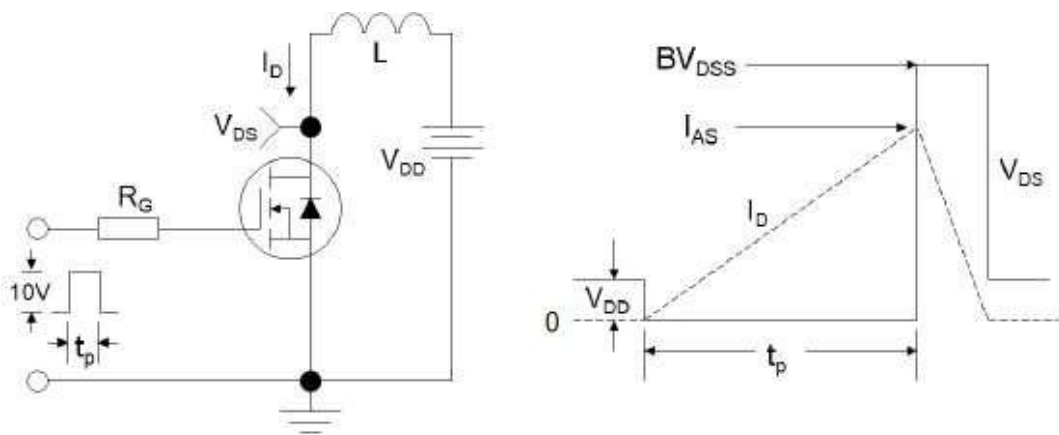 L
I_D
V_DS
V_DD
R_G
10V
t_p
BV_DSS
I_AS
V_DS
I_D
V_DD
0
t_p